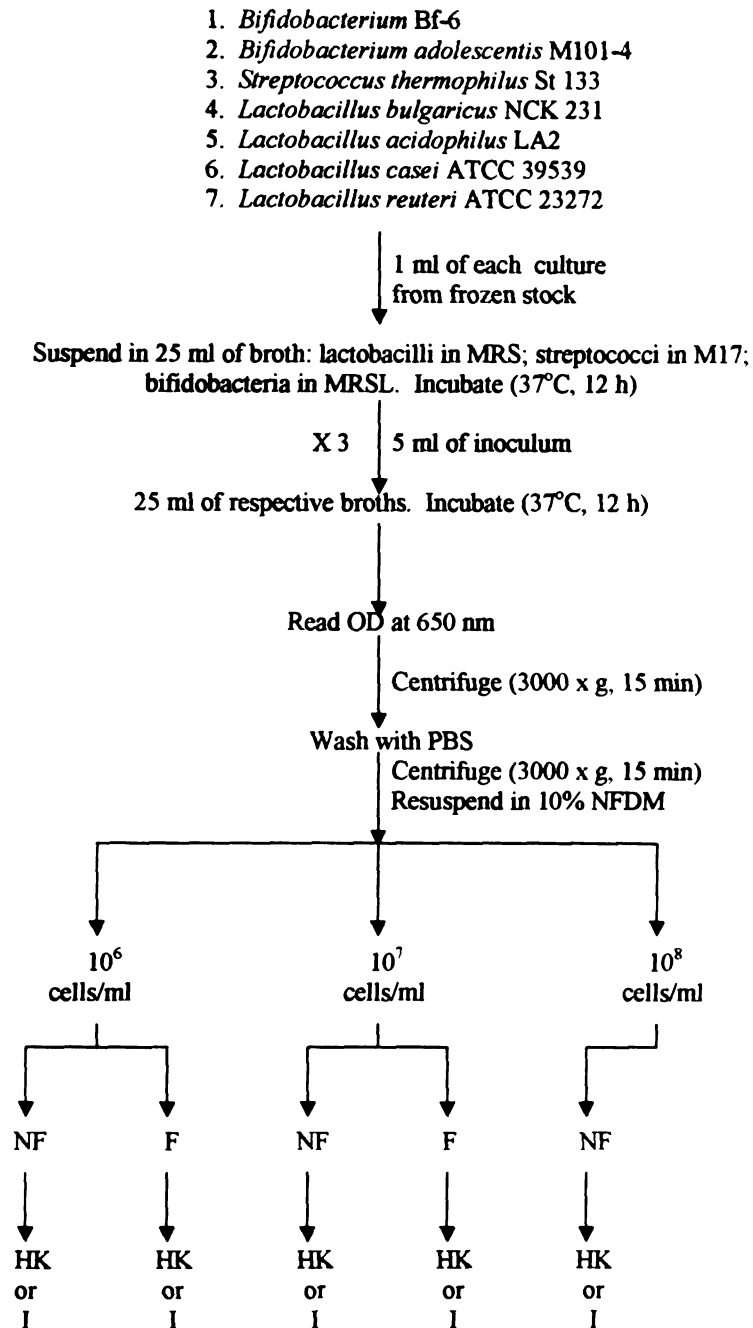 1. Bifidobacterium Bf-6
2. Bifidobacterium adolescentis M101-4
3. Streptococcus thermophilus St 133
4. Lactobacillus bulgaricus NCK 231
5. Lactobacillus acidophilus LA2
6. Lactobacillus casei ATCC 39539
7. Lactobacillus reuteri ATCC 23272
1 ml of each culture
from frozen stock
Suspend in 25 ml of broth: lactobacilli in MRS; streptococci in M17;
bifidobacteria in MRSL. Incubate (37°C, 12 h)
X 3 5 ml of inoculum
25 ml of respective broths. Incubate (37°C, 12 h)
Read OD at 650 nm
Centrifuge (3000 x g, 15 min)
Wash with PBS
Centrifuge (3000 x g, 15 min)
Resuspend in 10% NFDM
10⁶ 10⁷ 10⁸
cells/ml cells/ml cells/ml
NF F NF F NF
HK HK HK HK HK
or or or or or
I I I I I